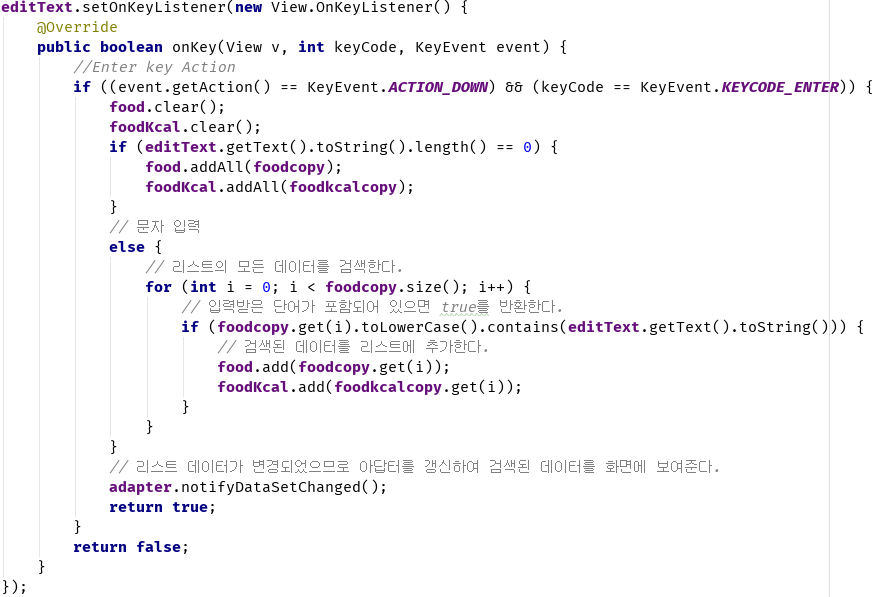 editText.setOnKeyListener(new View.OnKeyListener() {
@Override
public boolean onKey(View v, int keyCode, KeyEvent event) {
//Enter key Action
if ((event.getAction() == KeyEvent.ACTION_DOWN) && (keyCode == KeyEvent.KEYCODE_ENTER)) {
food.clear();
foodKcal.clear();
if (editText.getText().toString().length() == 0) {
food.addAll(foodcopy);
foodKcal.addAll(foodkcalcopy);
}
// 문자 입력
else {
// 리스트의 모든 데이터를 검색한다.
for (int i = 0; i < foodcopy.size(); i++) {
// 입력받은 단어가 포함되어 있으면 true를 반환한다.
if (foodcopy.get(i).toLowerCase().contains(editText.getText().toString())) {
// 검색된 데이터를 리스트에 추가한다.
food.add(foodcopy.get(i));
foodKcal.add(foodkcalcopy.get(i));
}
}
}
// 리스트 데이터가 변경되었으므로 아답터를 갱신하여 검색된 데이터를 화면에 보여준다.
adapter.notifyDataSetChanged();
return true;
}
return false;
}
});